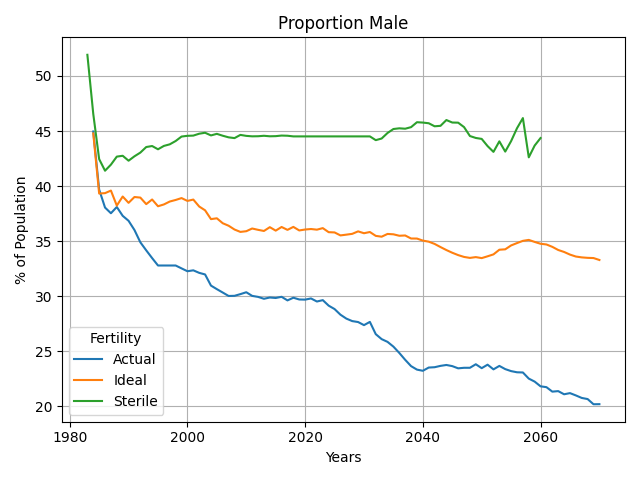 Proportion Male
% of Population
50
45
40
35
30
25
20
Fertility
Actual
Ideal
Sterile
1980
2000
2020
2040
2060
Years